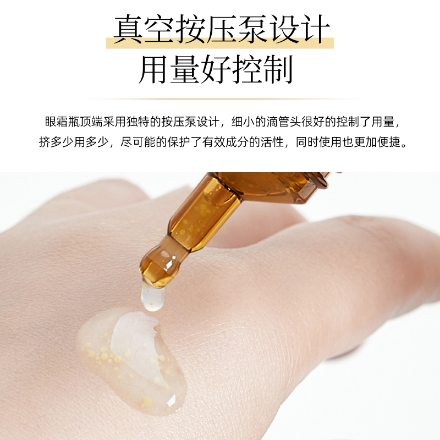 真空按压泵设计
用量好控制
眼霜瓶顶端采用独特的按压泵设计，细小的滴管头很好的控制了用量，
挤多少用多少，尽可能的保护了有效成分的活性，同时使用也更加便捷。